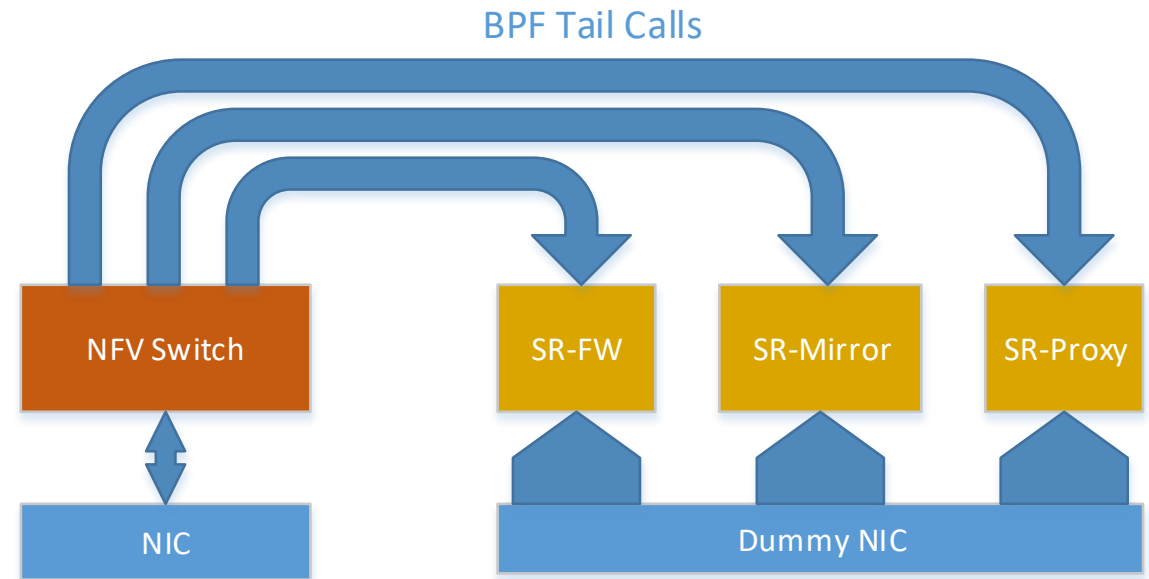 BPF Tail Calls
NFV Switch
SR-FW
SR-Mirror
SR-Proxy
NIC
Dummy NIC